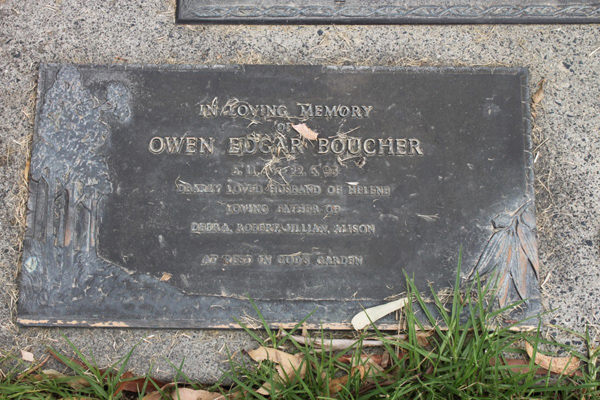 IN LOVING MEMORY
OF
OWEN EDGAR BOUCHER
DEARLY LOVED HUSBAND OF HELENE
LOVING FATHER OF
DEBRA, ROBERT, JILLIAN, ALISON
AT REST IN GOD'S GARDEN